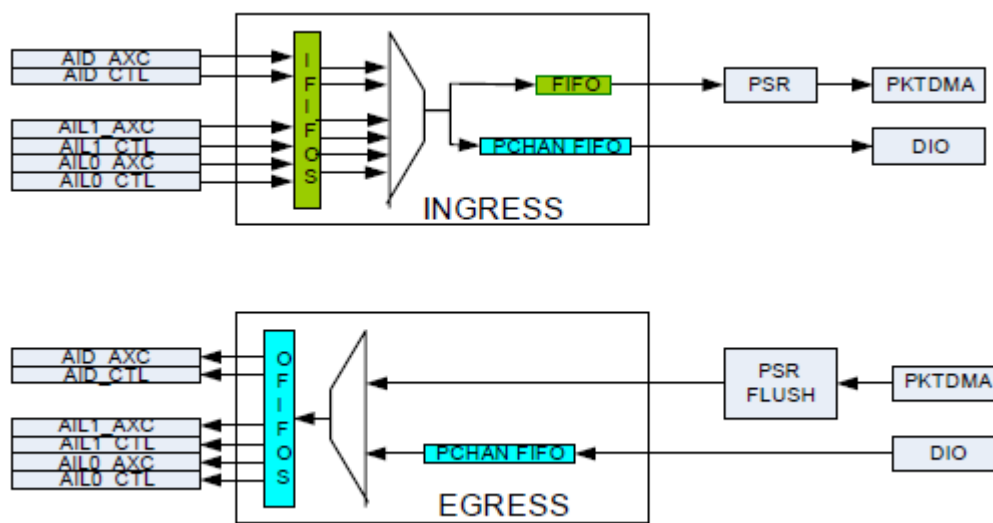 AID_AXC
AID_CTL
AIL1_AXC
AIL1_CTL
AIL0_AXC
AIL0_CTL
IFIFOS
FIFO
PCHAN FIFO
INGRESS
PSR
PKTDMA
DIO
AID_AXC
AID_CTL
AIL1_AXC
AIL1_CTL
AIL0_AXC
AIL0_CTL
OFIFOS
PCHAN FIFO
EGRESS
PSR
FLUSH
PKTDMA
DIO